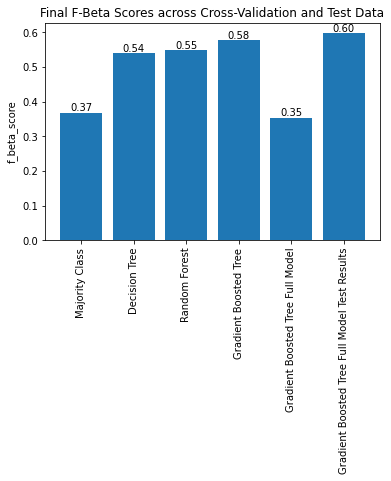 Final F-Beta Scores across Cross-Validation and Test Data
f_beta_score
0.6
0.5
0.4
0.3
0.2
0.1
0.0
0.37
0.54
0.55
0.58
0.35
0.60
Majority Class
Decision Tree
Random Forest
Gradient Boosted Tree
Gradient Boosted Tree Full Model
Gradient Boosted Tree Full Model Test Results